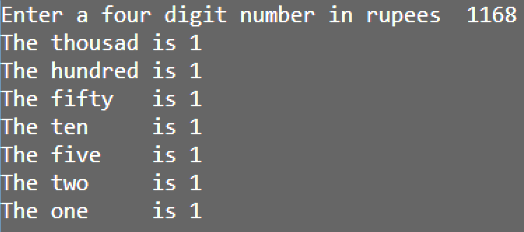 Enter a four digit number in rupees  1168
The thousad is 1
The hundred is 1
The fifty   is 1
The ten     is 1
The five    is 1
The two     is 1
The one     is 1